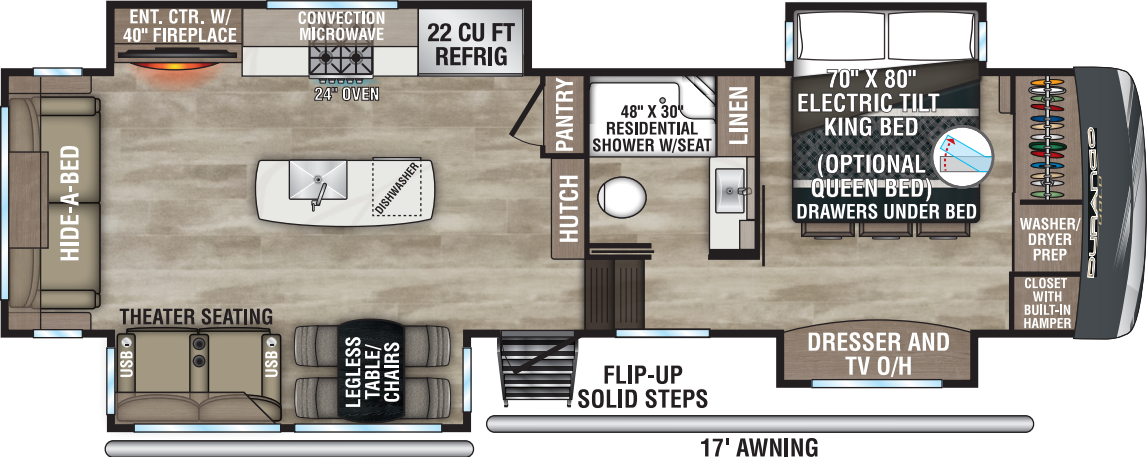 ENT. CTR. W/
40" FIREPLACE
CONVECTION
MICROWAVE
22 CU FT
REFRIG
24" OVEN
PANTRY
48" X 30"
RESIDENTIAL
SHOWER W/SEAT
LINEN
70" X 80"
ELECTRIC TILT
KING BED
(OPTIONAL
QUEEN BED)
DRAWERS UNDER BED
HIDE-A-BED
DISHWASHER
HUTCH
WASHER/
DRYER
PREP
DURANGO
GOLD
CLOSET
WITH
BUILT-IN
HAMPER
THEATER SEATING
USB
USB
LEGLESS
TABLE/
CHAIRS
DRESSER AND
TV O/H
FLIP-UP
SOLID STEPS
17' AWNING